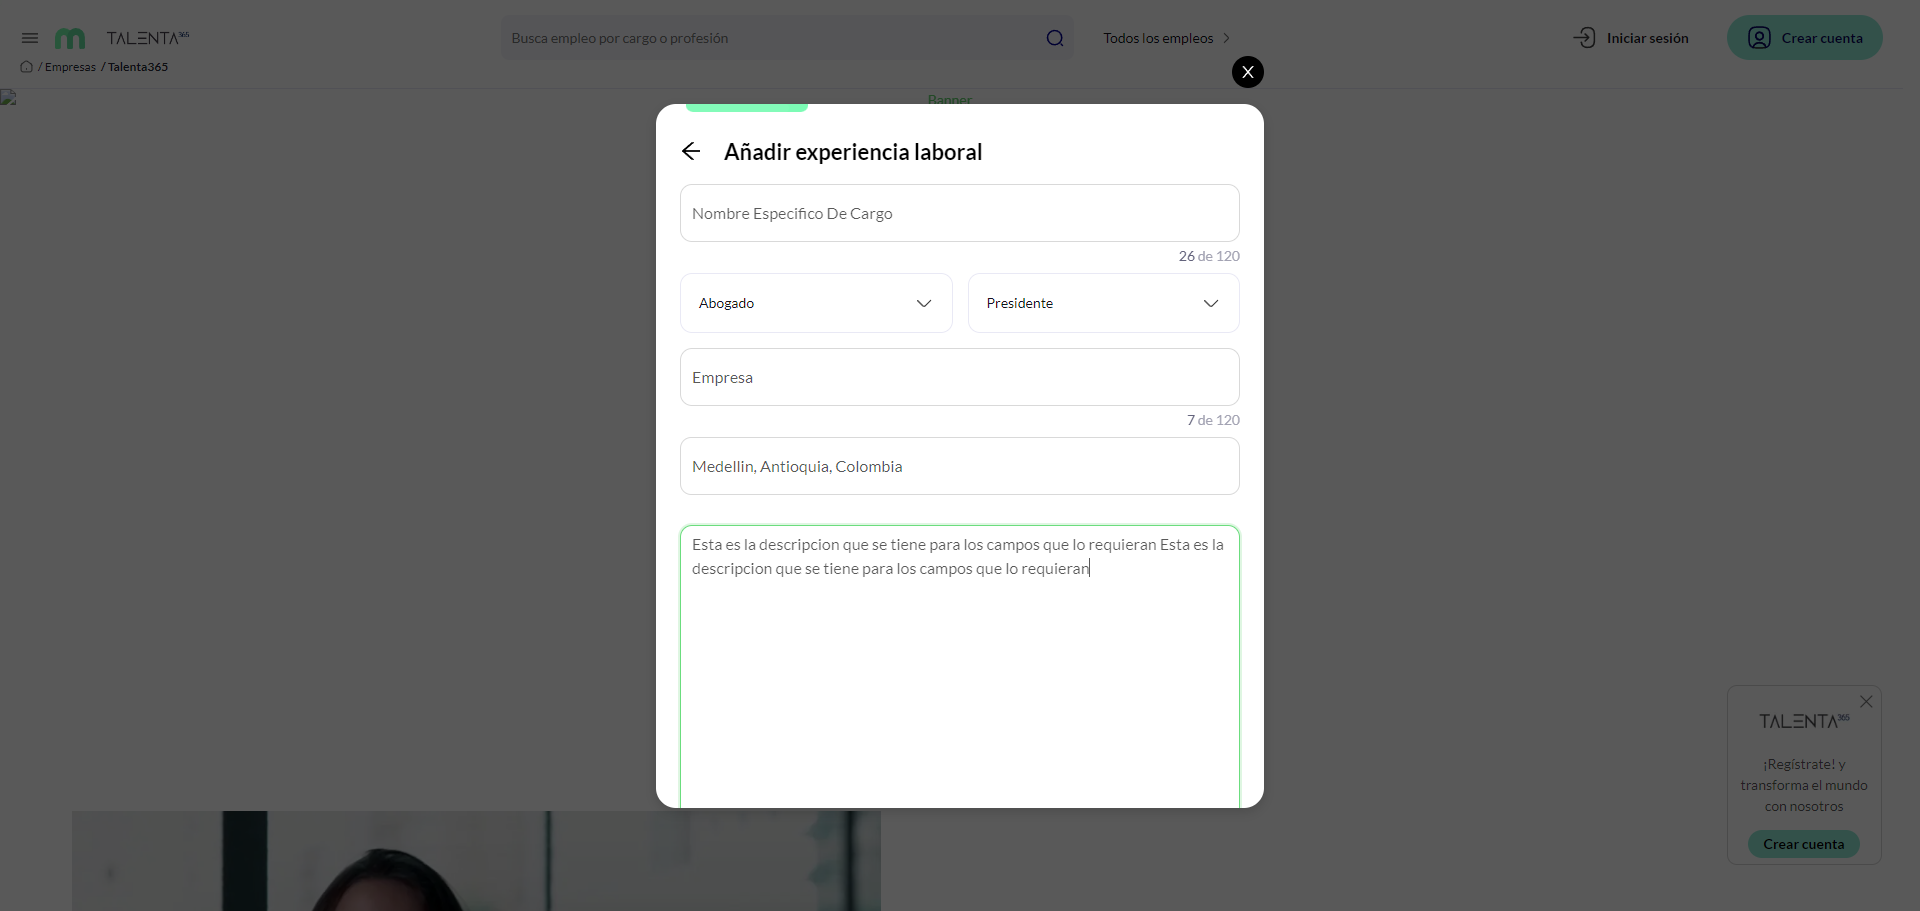 TALENTA365
Busca empleo por cargo o profesión
Todos los empleos
Iniciar sesión
Crear cuenta
/ Empresas / Talenta365
X
Banner
Añadir experiencia laboral
Nombre Especifico De Cargo
26 de 120
Abogado
Presidente
Empresa
7 de 120
Medellin, Antioquia, Colombia
Esta es la descripcion que se tiene para los campos que lo requieran Esta es la
descripcion que se tiene para los campos que lo requieran
TALENTA365
¡Regístrate! y
transforma el mundo
con nosotros
Crear cuenta